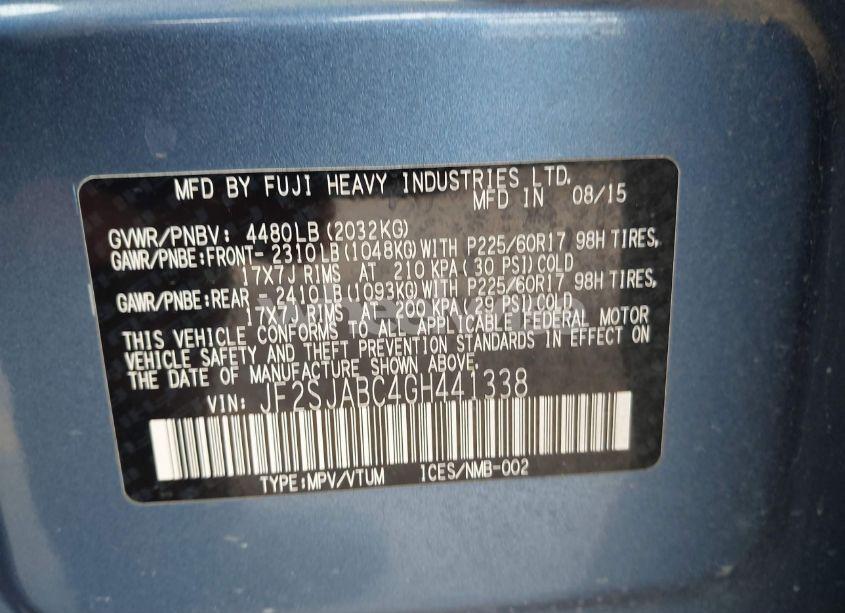 MFD BY FUJI HEAVY INDUSTRIES LTD.
MFD IN 08/15
GVWR/PNBV: 4480LB(2032KG)
GAWR/PNBE:FRONT- 2310LB(1048KG)WITH P225/60R17 98H TIRES,
17X7J RIMS AT 210 KPA(30 PSI)COLD
GAWR/PNBE:REAR - 2410LB(1093KG)WITH P225/60R17 98H TIRES,
17X7J RIMS AT 200 KPA(29 PSI)COLD
THIS VEHICLE CONFORMS TO ALL APPLICABLE FEDERAL MOTOR
VEHICLE SAFETY AND THEFT PREVENTION STANDARDS IN EFFECT ON
THE DATE OF MANUFACTURE SHOWN ABOVE.
VIN: JF2SJABC4GH441338
TYPE:MPV/VTUM ICES/NMB-002